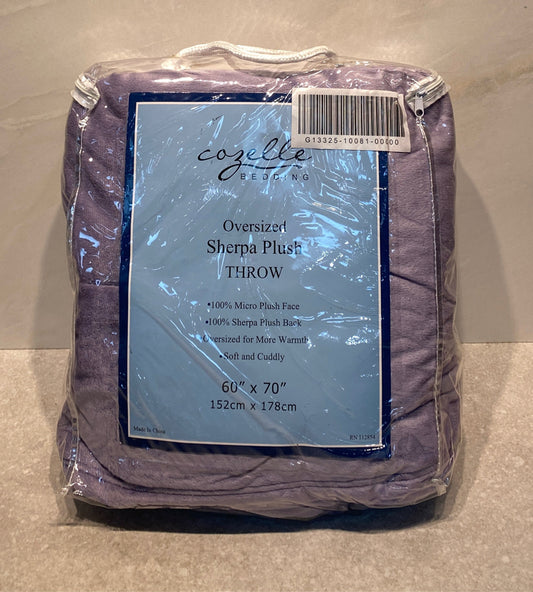 G13325-10081-00000
cozelle
BEDDING
Oversized
Sherpa Plush
THROW
•100% Micro Plush Face
•100% Sherpa Plush Back
Oversized for More Warmth
•Soft and Cuddly
60" x 70"
152cm x 178cm
Made In China